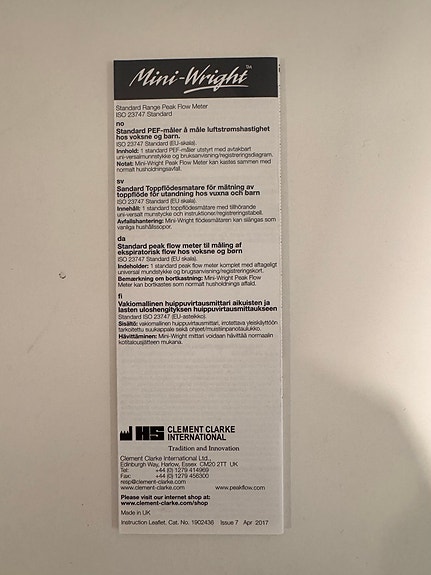 Mini-Wright
Standard Range Peak Flow Meter
ISO 23747 Standard
no
Standard PEF-måler å måle luftstrømshastighet
hos voksne og barn.
ISO 23747 Standard (EU-skala).
Innhold: 1 standard PEF-måler utstyrt med avtakbart
uni-versalmunnstykke og bruksanvisning/registreringsdiagram.
Notat: Mini-Wright Peak Flow Meter kan kastes sammen med
normalt husholdningsavfall.
sv
Sandard Toppflödesmatare för mätning av
toppflöde för utandning hos vuxna och barn
ISO 23747 Standard (EU skala).
Innehåll: 1 standard toppflödesmätare med tillhörande
uni-versalt munstycke och instruktioner/registreringstabell.
Avfallshantering: Mini-Wright flödesmätaren kan slängas som
vanliga hushållssopor.
da
Standard peak flow meter til måling af
ekspiratorisk flow hos voksne og børn
ISO 23747 Standard (EU skala).
Indeholder: 1 standard peak flow meter komplet med aftageligt
universal mundstykke og brugsanvisning/registreringskort.
Bemærkning om bortkastning: Mini-Wright Peak Flow
Meter kan bortkastes som normalt husholdnings affald.
fi
Vakiomallinen huippuvirtausmittari aikuisten ja
lasten uloshengityksen huippuvirtausmittaukseen
Standardi ISO 23747 (EU-asteikko).
Sisältö: vakiomallinen huippuvirtausmittari, irrotettava yleiskäyttöön
tarkoitettu suukappale sekä ohjeet/muistiinpanotaulukko.
Hävittäminen: Mini-Wright mittari voidaan hävittää normaalin
kotitalousjätteen mukana.
HS CLEMENT CLARKE
INTERNATIONAL
Tradition and Innovation
Clement Clarke International Ltd.,
Edinburgh Way, Harlow, Essex CM20 2TT UK
Tel: +44 (0) 1279 414969
Fax: +44 (0) 1279 456300
resp@clement-clarke.com
www.clement-clarke.com www.peakflow.com
Please visit our internet shop at:
www.clement-clarke.com/shop
Made in UK
Instruction Leaflet. Cat. No. 1902436 Issue 7 Apr 2017